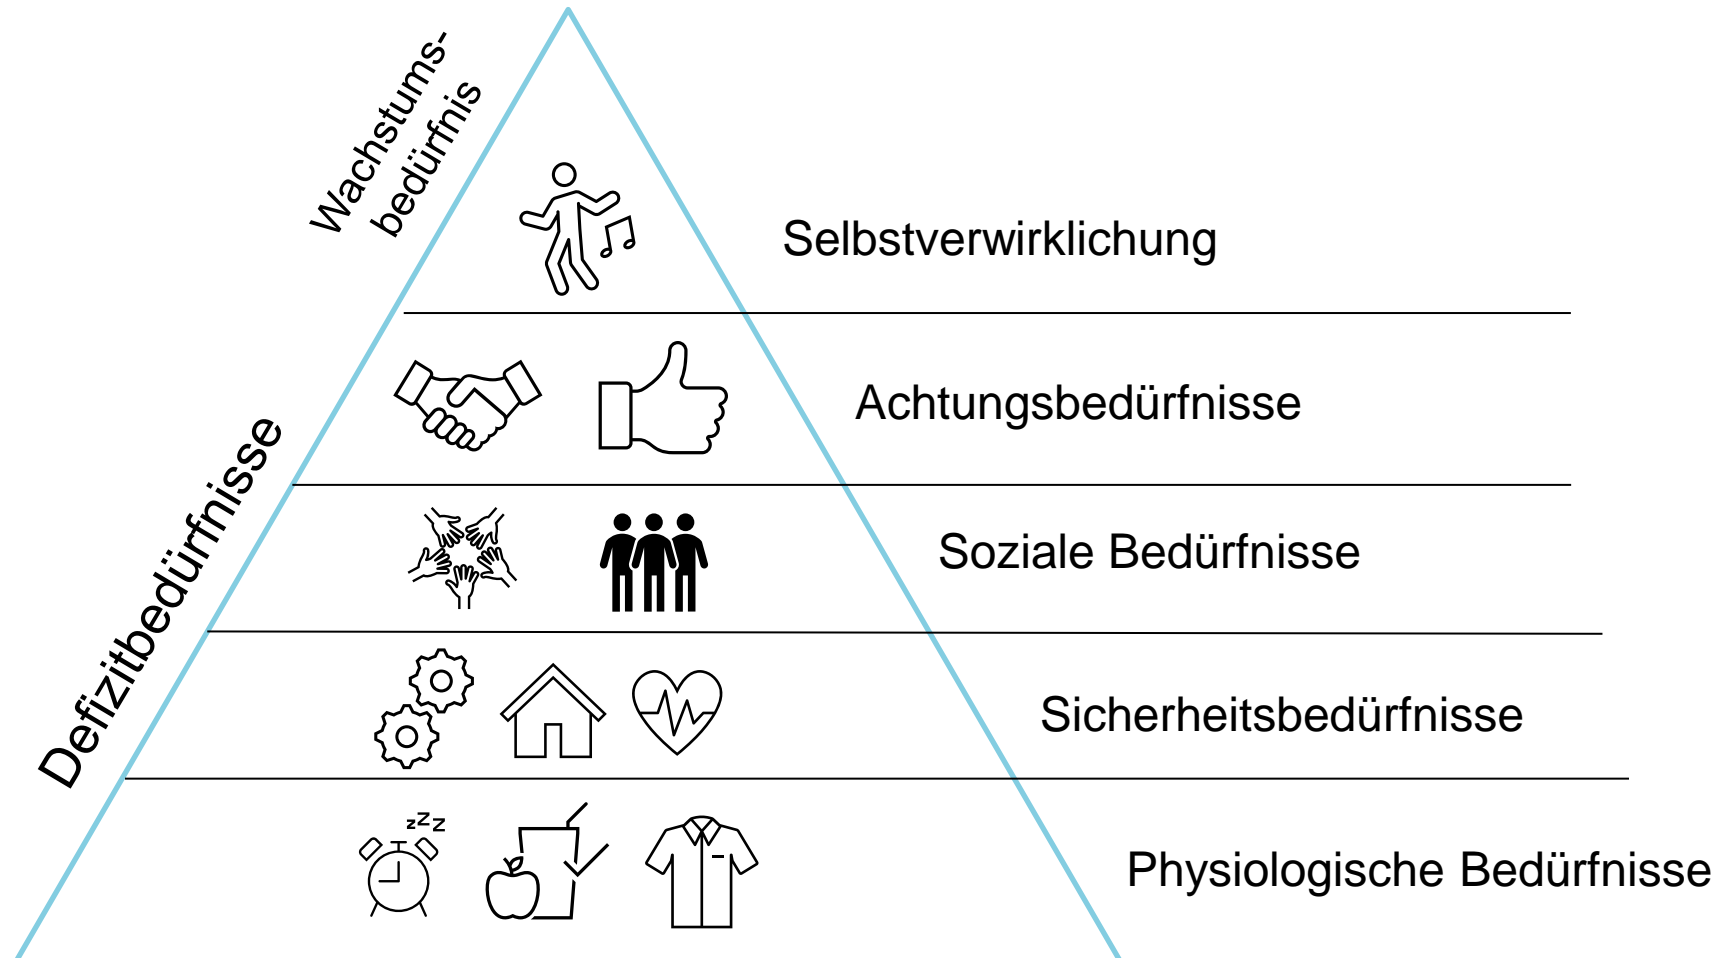 Wachstums-
bedürfnis
Selbstverwirklichung
Achtungsbedürfnisse
Defizitbedürfnisse
Soziale Bedürfnisse
Sicherheitsbedürfnisse
zZZ
Physiologische Bedürfnisse